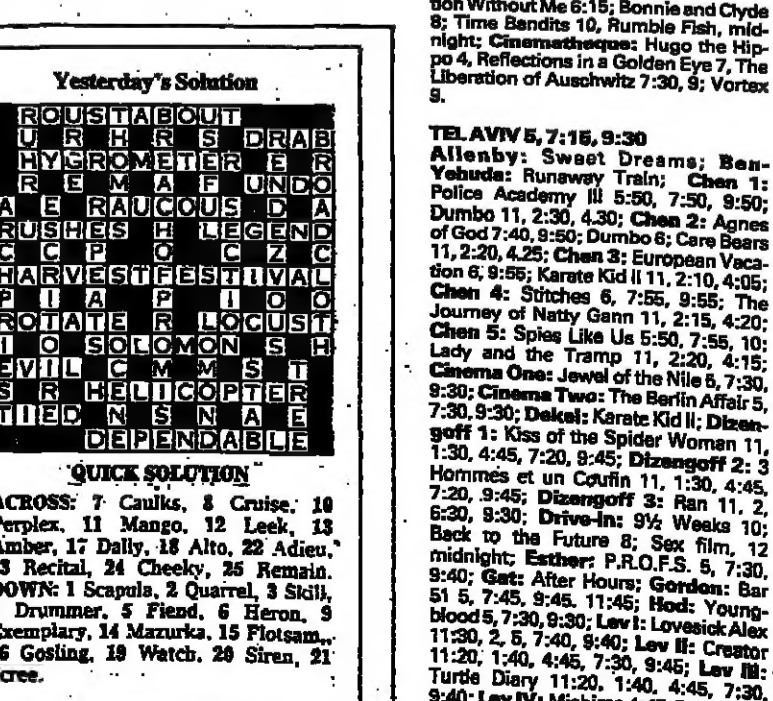 Yesterday"s Solution
ROUSTABOUT
U R H R S DRAB
HYGROMETER E R
R E M A F UNDO
A E RAUCOUS D A
RUSHES H LEGEND
C C P O C Z C
HARVESTFESTIVAL
P I A P I O O
ROTATE R LOCUST
I O SOLOMON S H
EVIL C M M S T
S R HELICOPTER
TIED N S N A E
DEPENDABLE
QUICK SOLUTION
ACROSS: 7 Caulks, 8 Cruise, 10
Perplex, 11 Mango, 12 Leek, 13
Amber, 17 Dally, 18 Alto, 22 Adieu,
3 Recital, 24 Cheeky, 25 Remain.
DOWN: 1 Scapula, 2 Quarrel, 3 Skill,
Drummer, 5 Fiend, 6 Heron, 9
Exemplary, 14 Mazurka, 15 Flotsam,
6 Gosling, 19 Watch, 20 Siren, 21
cree.
tion Without Me 6:15; Bonnie and Clyde
8; Time Bandits 10, Rumble Fish, mid-
night; Cinematheque: Hugo the Hip-
po 4, Reflections in a Golden Eye 7, The
Liberation of Auschwitz 7:30, 9; Vortex
9.
TEL AVIV 5, 7:15, 9:30
Allenby: Sweet Dreams; Ben-
Yehuda: Runaway Train; Chen 1:
Police Academy III 5:50, 7:50, 9:50;
Dumbo 11, 2:30, 4.30; Chen 2: Agnes
of God 7:40, 9:50; Dumbo 6; Care Bears
11, 2:20, 4.25; Chen 3: European Vaca-
tion 6, 9:55; Karate Kid II 11, 2:10, 4:05;
Chen 4: Stitches 6, 7:55, 9:55; The
Journey of Natty Gann 11, 2:15, 4:20;
Chen 5: Spies Like Us 5:50, 7:55, 10;
Lady and the Tramp 11, 2:20, 4:15;
Cinema One: Jewel of the Nile 5, 7:30,
9:30; Cinema Two: The Berlin Affair 5,
7:30, 9:30; Dekel: Karate Kid II; Dizen-
goff 1: Kiss of the Spider Woman 11,
1:30, 4:45, 7:20, 9:45; Dizengoff 2: 3
Hommes et un Coufin 11, 1:30, 4:45,
7:20, 9:45; Dizengoff 3: Ran 11, 2,
6:30, 9:30; Drive-In: 9½ Weeks 10;
Back to the Future 8; Sex film, 12
midnight; Esther: P.R.O.F.S. 5, 7:30,
9:40; Gat: After Hours; Gordon: Bar
51 5, 7:45, 9:45, 11:45; Hod: Young-
blood 5, 7:30, 9:30; Lev I: Lovesick Alex
11:30, 2, 5, 7:40, 9:40; Lev II: Creator
11:20, 1:40, 4:45, 7:30, 9:45; Lev III:
Turtle Diary 11:20, 1:40, 4:45, 7:30,
9:40; Lev IV: